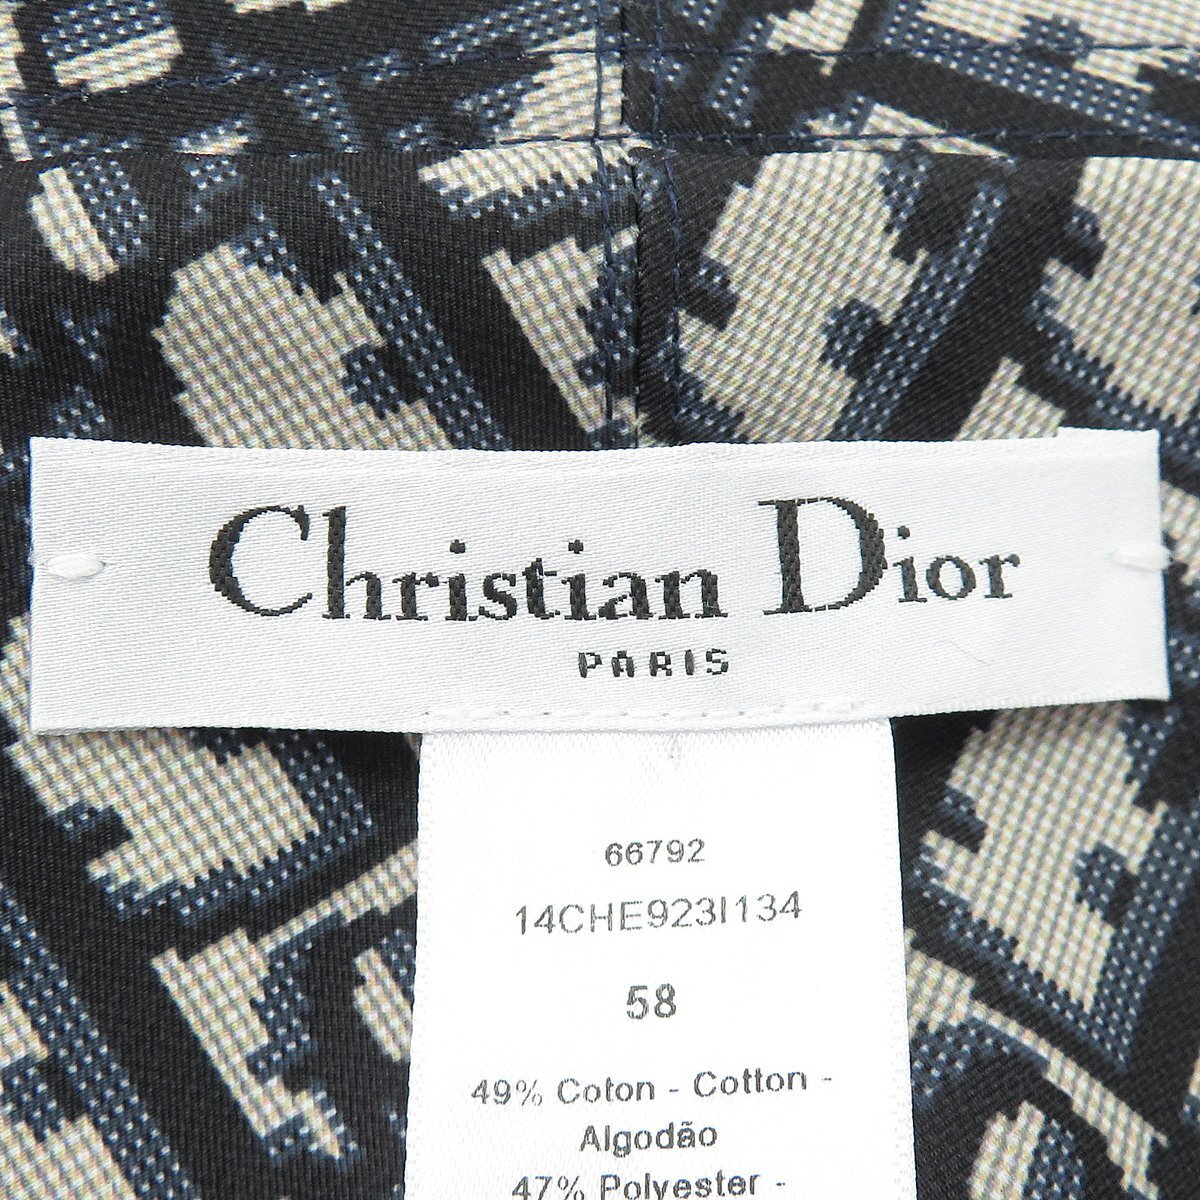 Christian Dior
PARIS
66792
14CHE923I134
58
49% Coton - Cotton -
Algodão
47% Polyester -